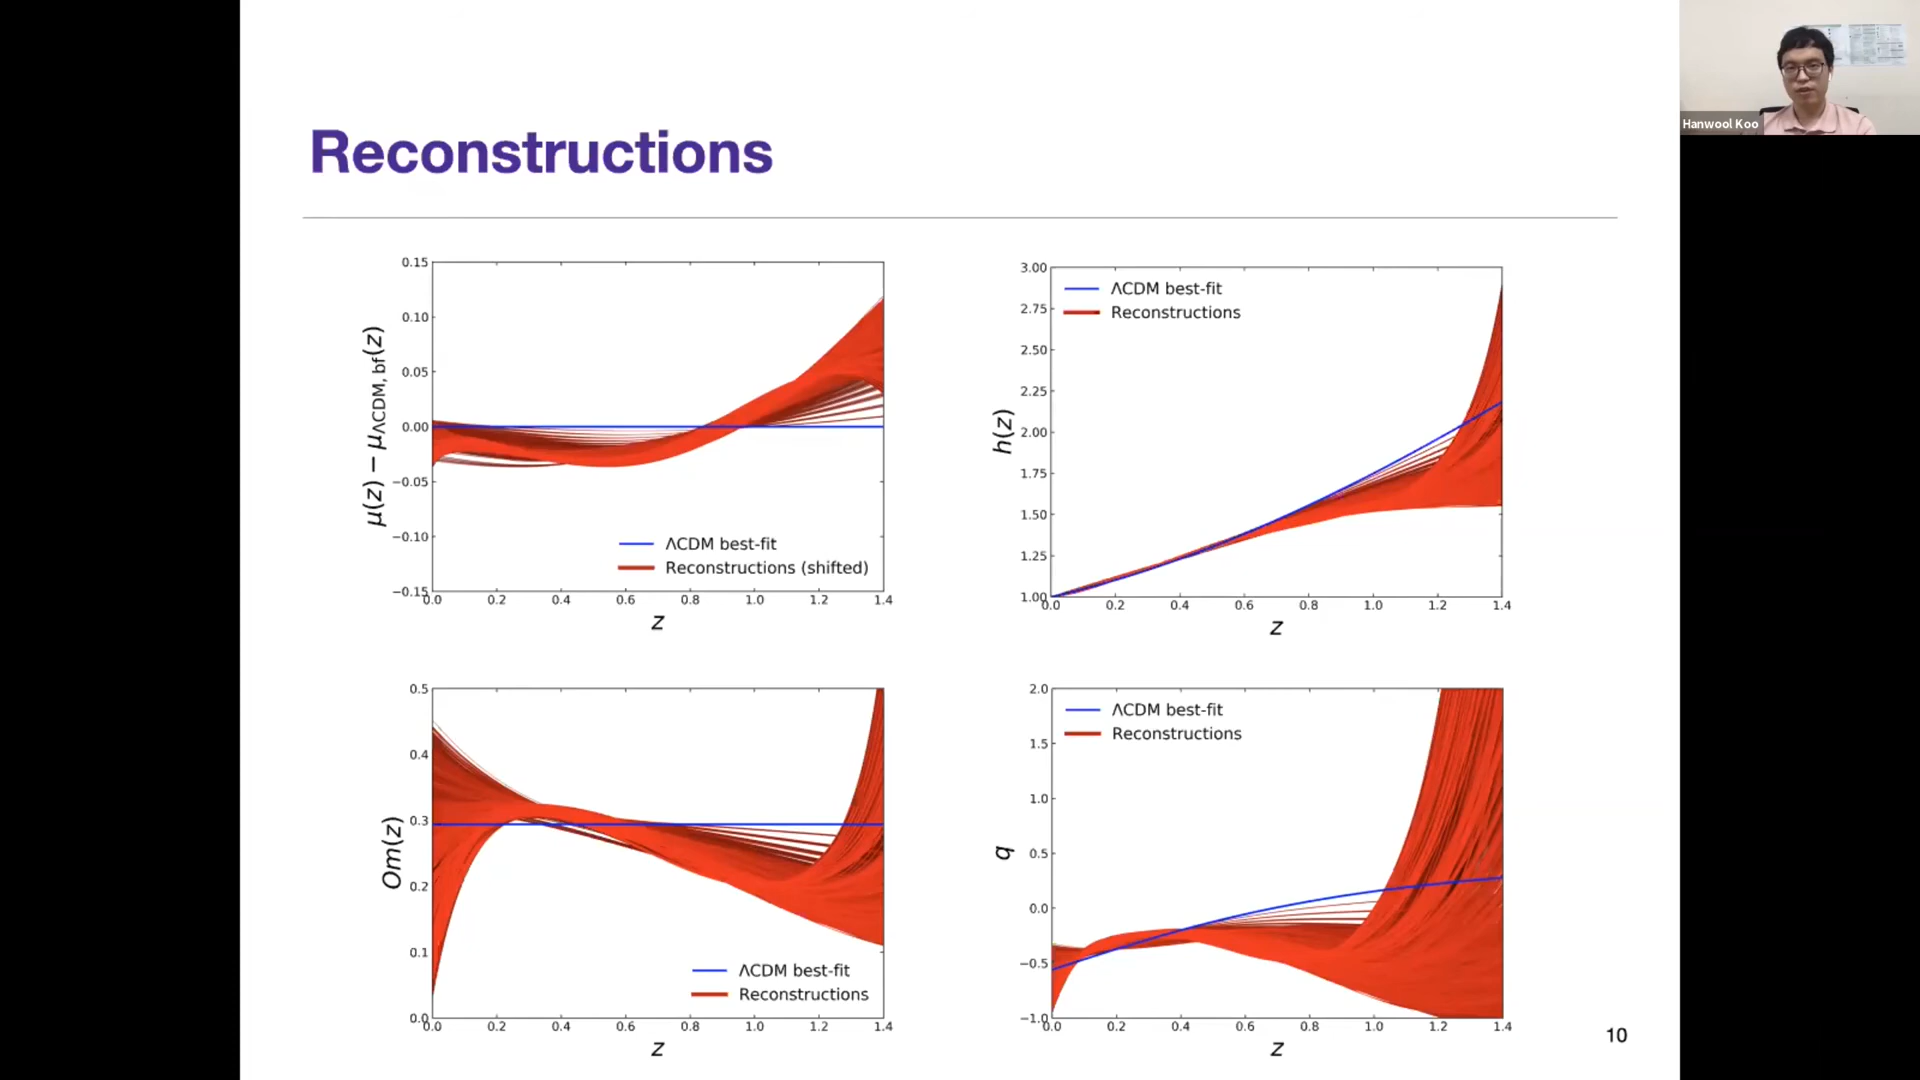 Hanwool Koo
Reconstructions
0.15
0.10
0.05
0.00
−0.05
−0.10
−0.15
μ(z) − μΛCDM, bf(z)
ΛCDM best-fit
Reconstructions (shifted)
0.0 0.2 0.4 0.6 0.8 1.0 1.2 1.4
z
3.00
2.75
2.50
2.25
2.00
1.75
1.50
1.25
1.00
h(z)
ΛCDM best-fit
Reconstructions
0.0 0.2 0.4 0.6 0.8 1.0 1.2 1.4
z
0.5
0.4
0.3
0.2
0.1
0.0
Om(z)
ΛCDM best-fit
Reconstructions
0.0 0.2 0.4 0.6 0.8 1.0 1.2 1.4
z
2.0
1.5
1.0
0.5
0.0
−0.5
−1.0
q
ΛCDM best-fit
Reconstructions
0.0 0.2 0.4 0.6 0.8 1.0 1.2 1.4
z
10